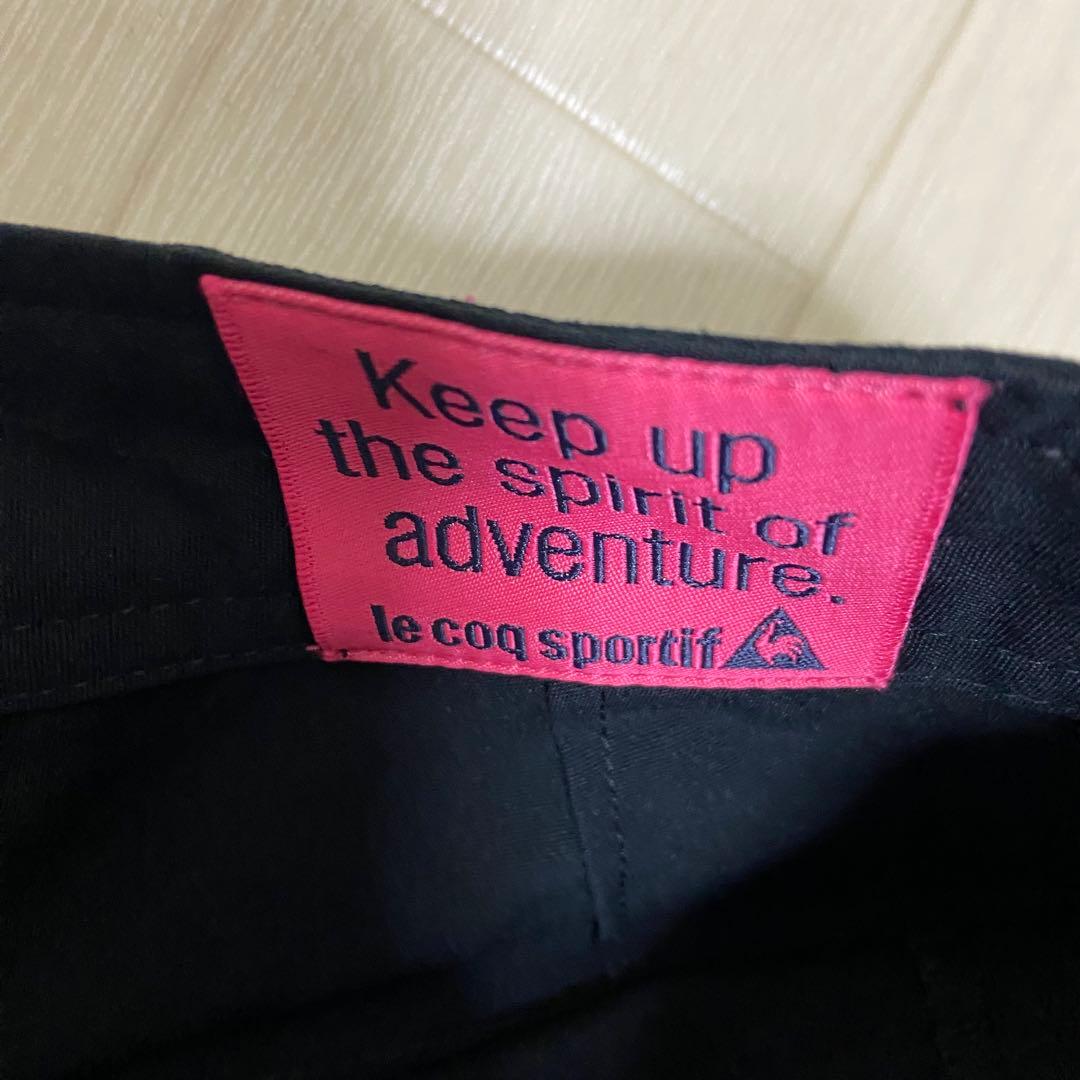 Keep up
the spirit of
adventure.
le coq sportif